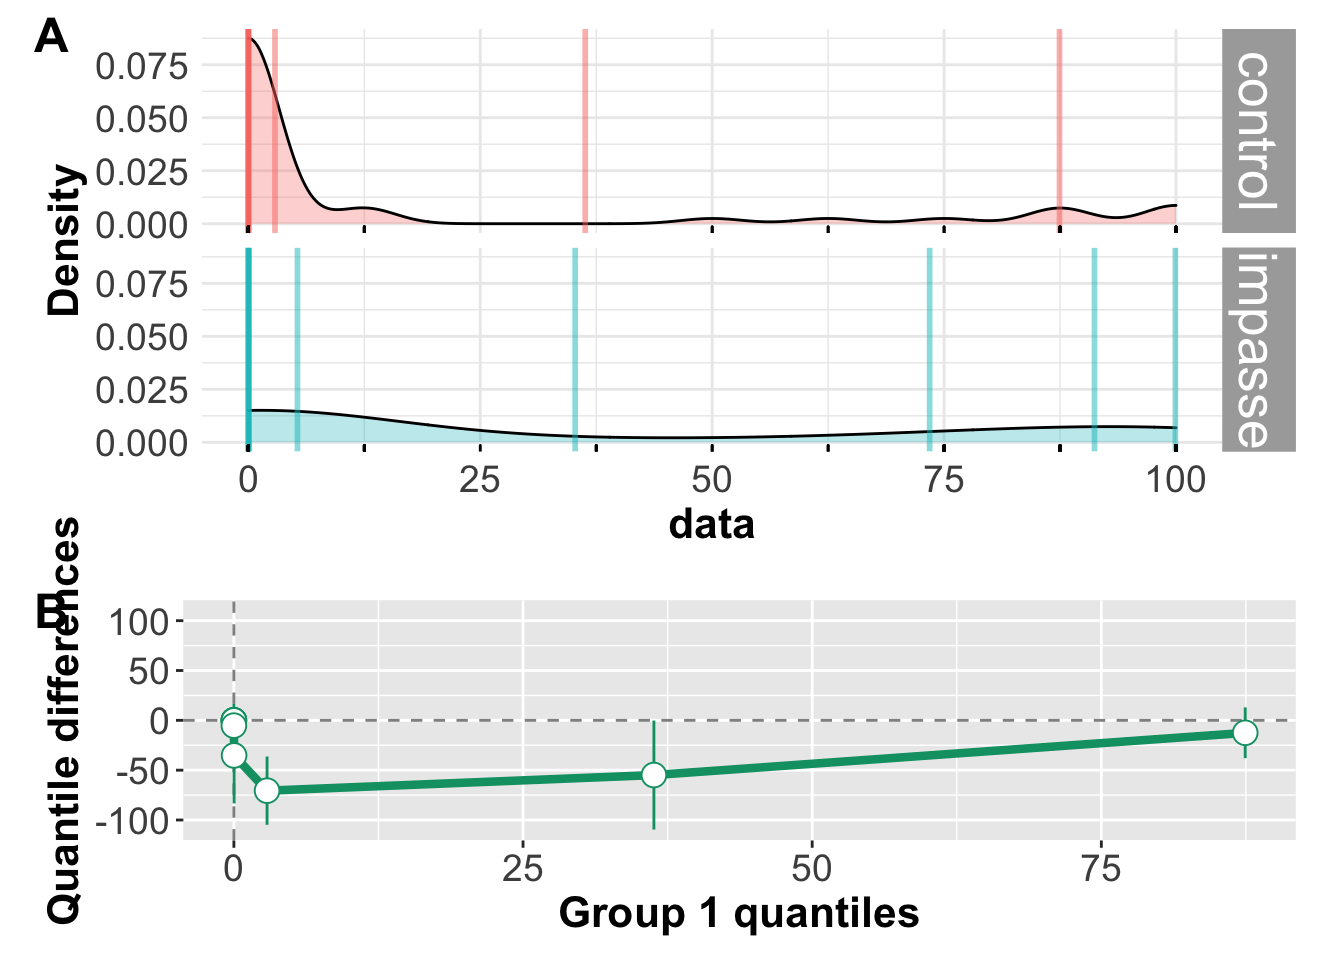 A
Density
0.075
0.050
0.025
0.000
control
0.075
0.050
0.025
0.000
impasse
0 25 50 75 100
data
B
Quantile differences
100
50
0
-50
-100
0 25 50 75
Group 1 quantiles